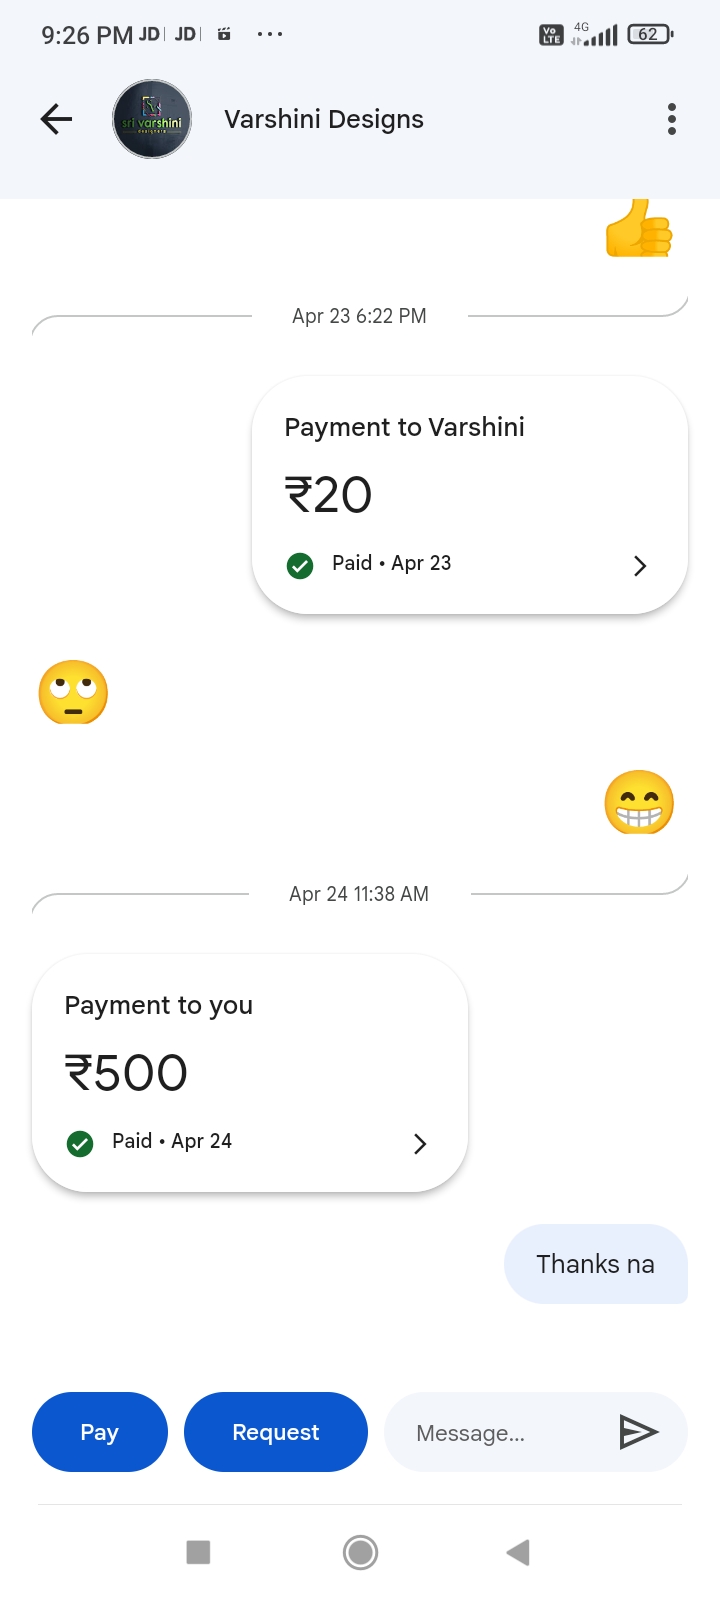 9:26 PM JD JD
Vo LTE 4G 62
sri varshini
designers
Varshini Designs
Apr 23 6:22 PM
Payment to Varshini
₹20
Paid • Apr 23
Apr 24 11:38 AM
Payment to you
₹500
Paid • Apr 24
Thanks na
Pay
Request
Message...